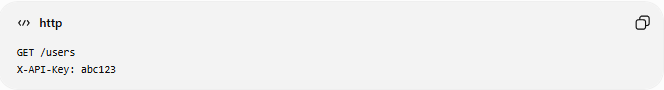 http
GET /users
X-API-Key: abc123